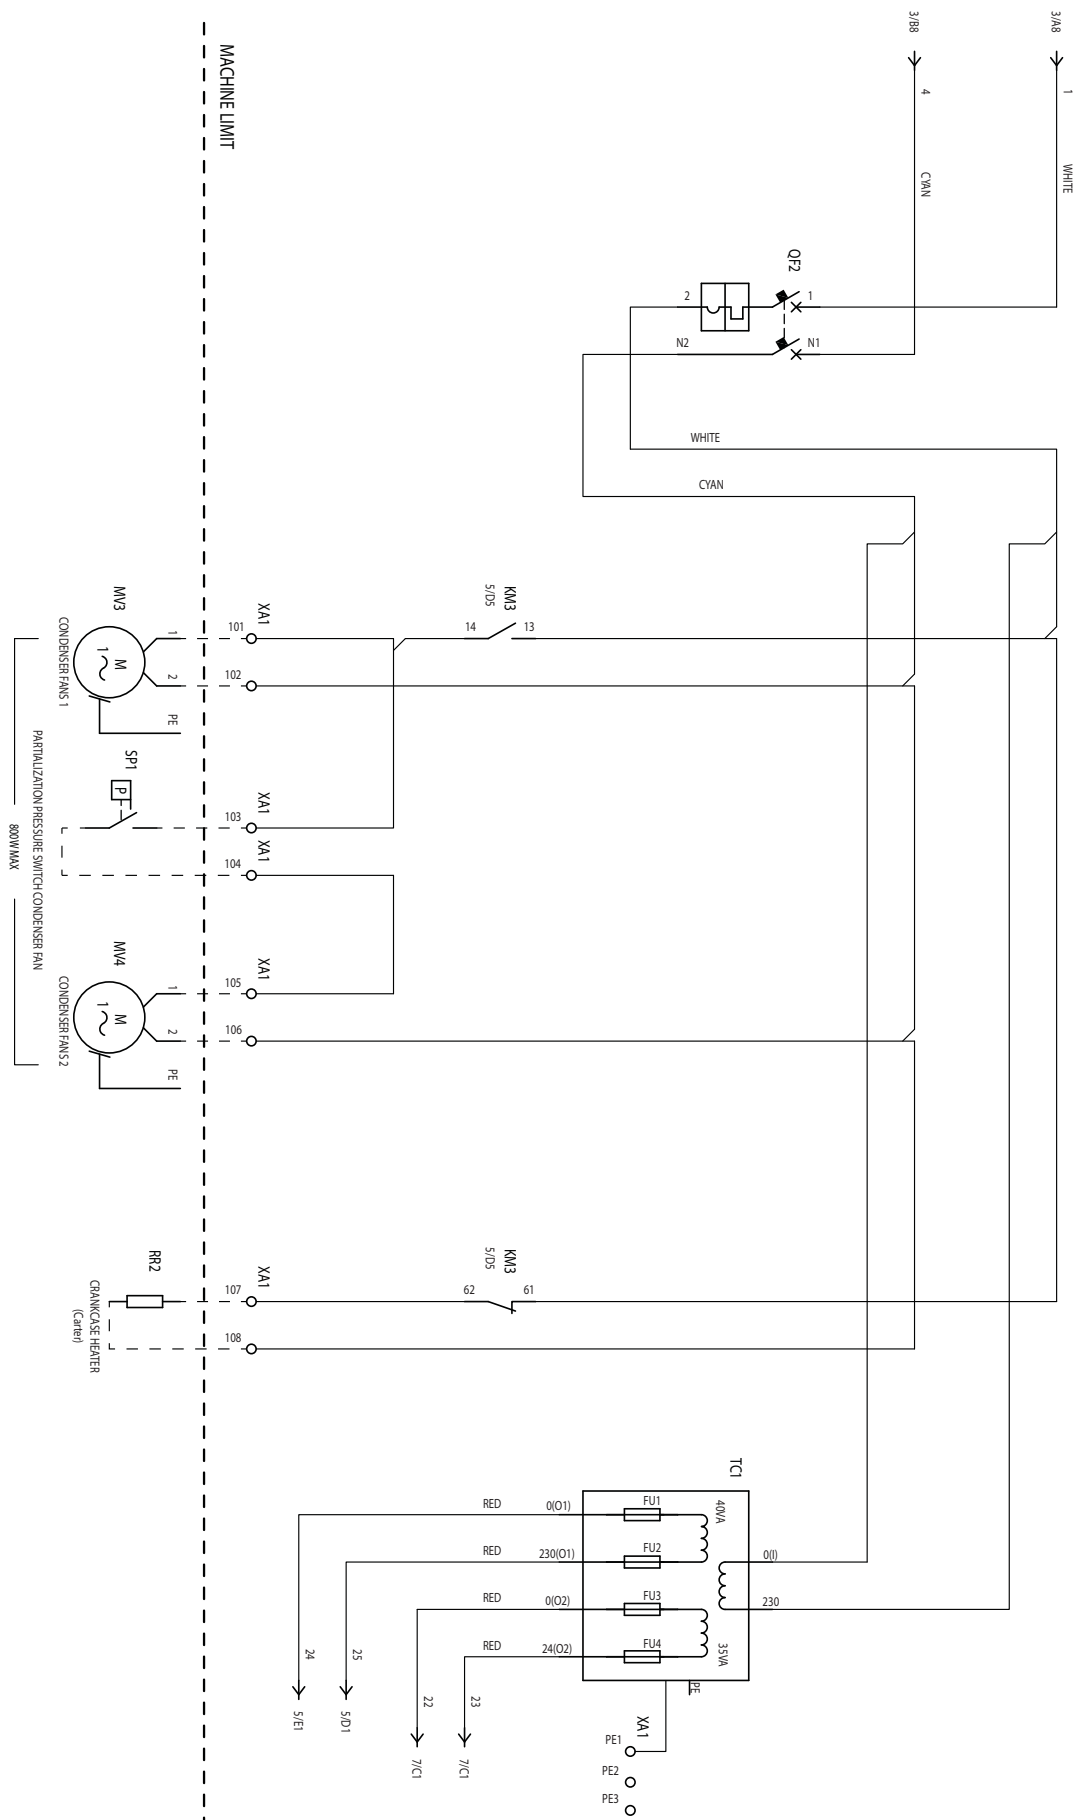 3/A8
1
WHITE
3/B8
4
CYAN
MACHINE LIMIT
QF2
2
1
N2
N1
WHITE
CYAN
MV3
CONDENSER FANS 1
M
1
1
2
PE
XA1
101
102
KM3
5/D5
14
13
SP1
P
PARTIALIZATION PRESSURE SWITCH CONDENSER FAN
800W MAX
XA1
103
XA1
104
MV4
CONDENSER FANS 2
M
1
1
2
PE
XA1
105
106
RR2
CRANKCASE HEATER
(Carter)
XA1
107
108
KM3
5/D5
62
61
TC1
40VA
35VA
FU1
FU2
FU3
FU4
0(I)
230
RED
0(O1)
RED
230(O1)
RED
0(O2)
RED
24(O2)
PE
24
5/E1
25
5/D1
22
7/C1
23
7/C1
XA1
PE1
PE2
PE3